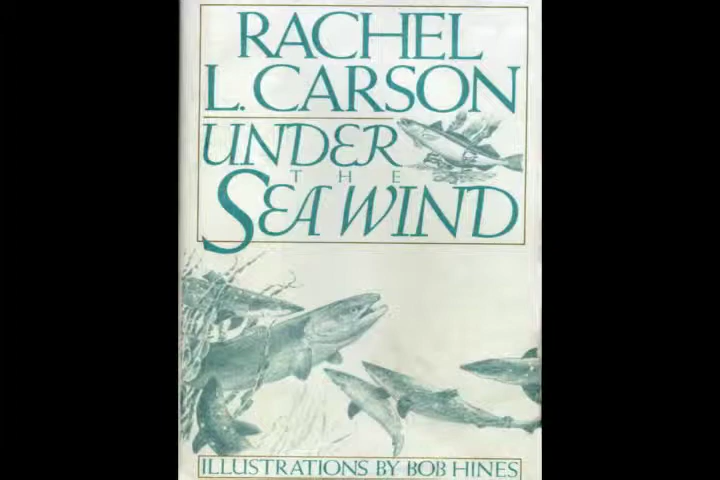 RACHEL
L. CARSON
UNDER
THE
SEA WIND
ILLUSTRATIONS BY BOB HINES